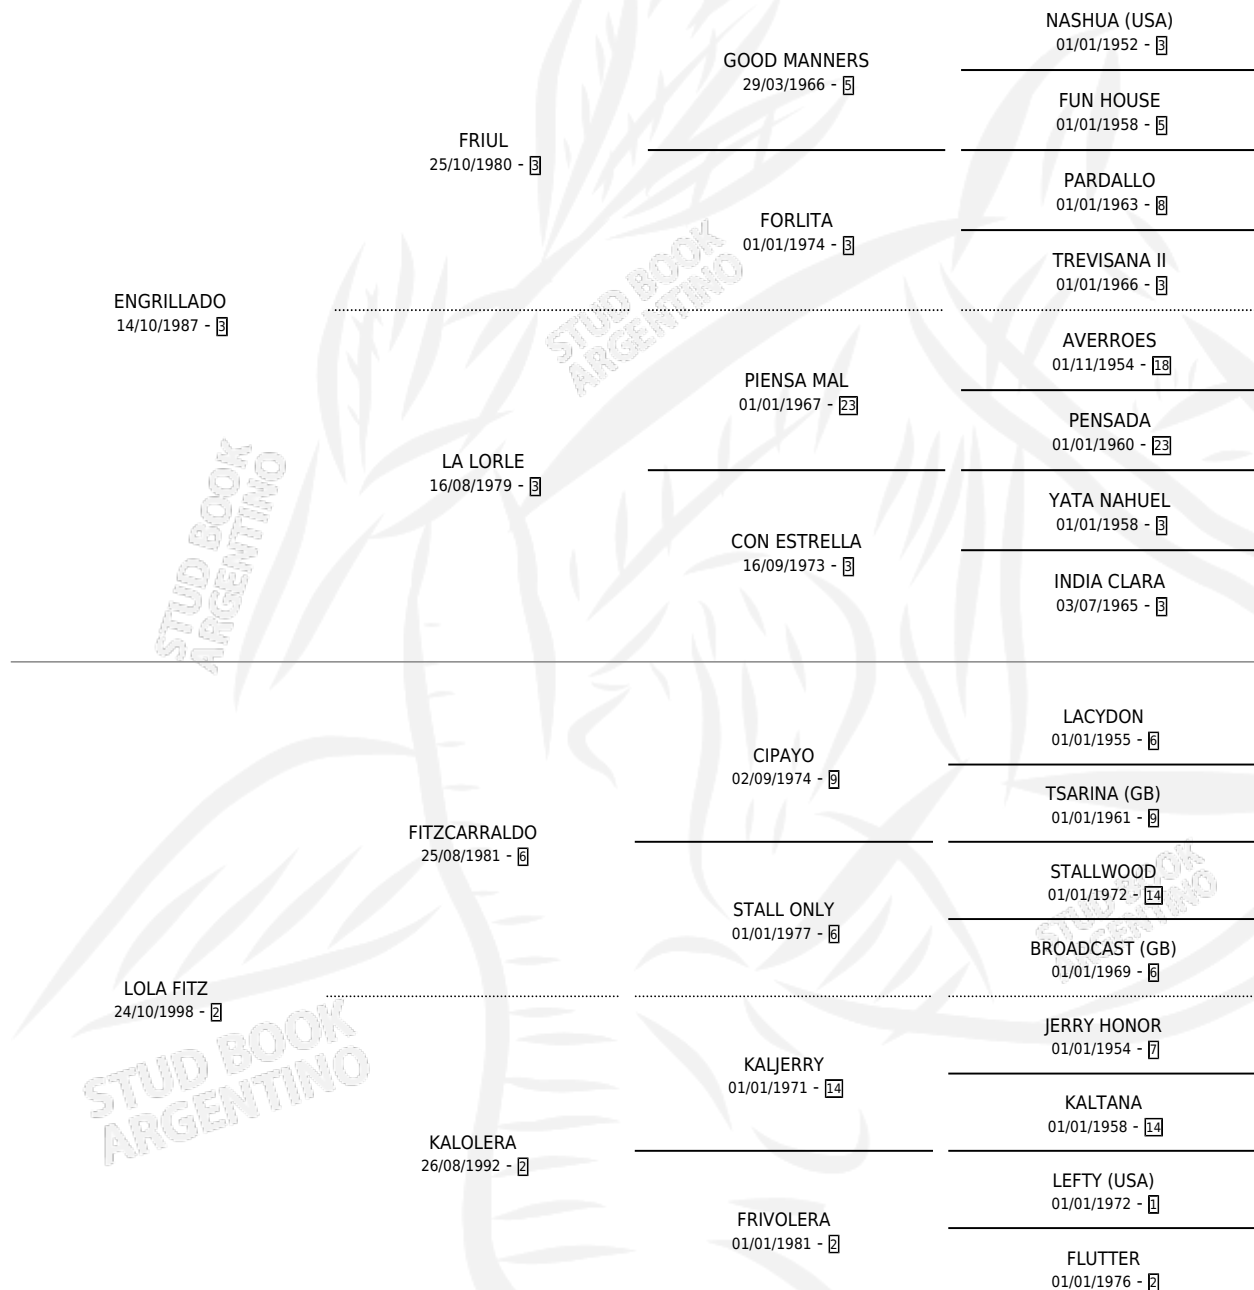 NASHUA (USA)
01/01/1952 - 3
GOOD MANNERS
29/03/1966 - 5
FUN HOUSE
01/01/1958 - 5
FRIUL
25/10/1980 - 3
PARDALLO
01/01/1963 - 8
FORLITA
01/01/1974 - 3
TREVISANA II
01/01/1966 - 3
STUD BOOK
ARGENTINO
ENGRILLADO
14/10/1987 - 3
AVERROES
01/11/1954 - 18
PIENSA MAL
01/01/1967 - 23
PENSADA
01/01/1960 - 23
LA LORLE
16/08/1979 - 3
YATA NAHUEL
01/01/1958 - 3
CON ESTRELLA
16/09/1973 - 3
INDIA CLARA
03/07/1965 - 3
STUD BOOK
ARGENTINO
LACYDON
01/01/1955 - 6
CIPAYO
02/09/1974 - 9
TSARINA (GB)
01/01/1961 - 9
FITZCARRALDO
25/08/1981 - 6
STALLWOOD
01/01/1972 - 14
STALL ONLY
01/01/1977 - 6
BROADCAST (GB)
01/01/1969 - 6
STUD BOOK
ARGENTINO
LOLA FITZ
24/10/1998 - 2
JERRY HONOR
01/01/1954 - 7
KALJERRY
01/01/1971 - 14
KALTANA
01/01/1958 - 14
STUD BOOK
ARGENTINO
KALOLERA
26/08/1992 - 2
LEFTY (USA)
01/01/1972 - 1
FRIVOLERA
01/01/1981 - 2
FLUTTER
01/01/1976 - 2